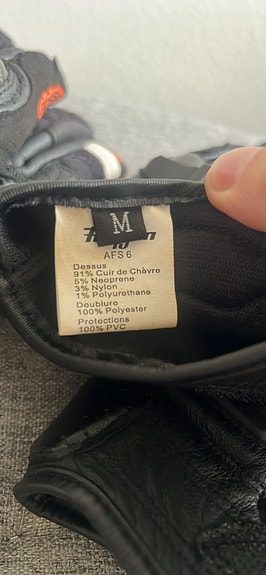 M
AFS 6
Dessus
91% Cuir de Chèvre
5% Neoprene
3% Nylon
1% Polyurethane
Doublure
100% Polyester
Protections
100% PVC